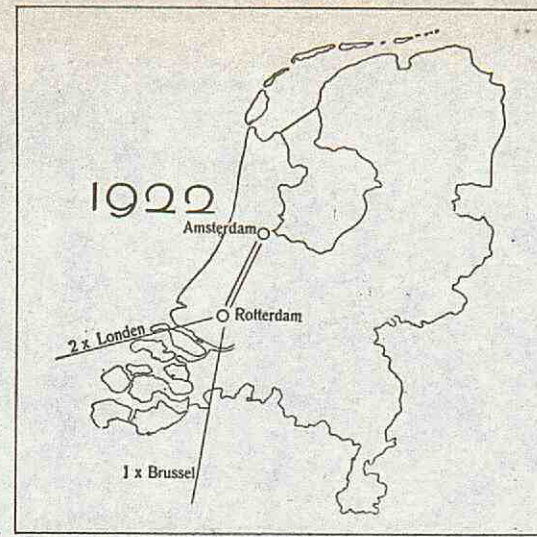 1922
Amsterdam
Rotterdam
2 x Londen
1 x Brussel